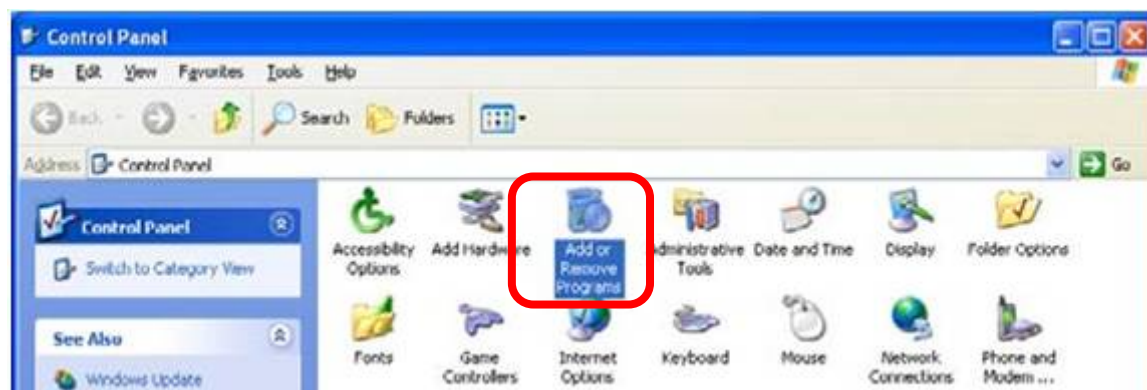 Control Panel
File Edit View Favorites Tools Help
Back Search Folders
Address Control Panel Go
Control Panel
Switch to Category View
See Also
Windows Update
Accessibility Options
Add Hardware
Add or Remove Programs
Administrative Tools
Date and Time
Display
Folder Options
Fonts
Game Controllers
Internet Options
Keyboard
Mouse
Network Connections
Phone and Modem ...